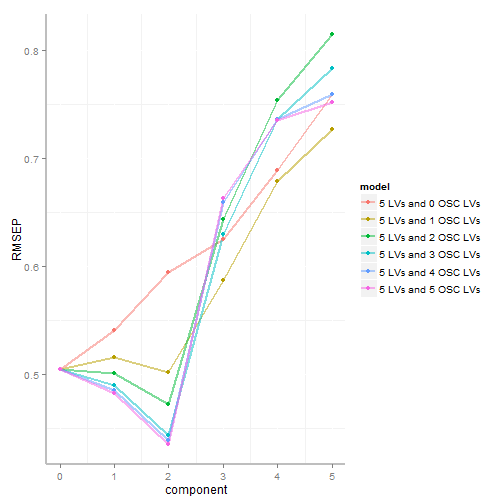 0.8
0.7
0.6
0.5
RMSEP
0 1 2 3 4 5
component
model
5 LVs and 0 OSC LVs
5 LVs and 1 OSC LVs
5 LVs and 2 OSC LVs
5 LVs and 3 OSC LVs
5 LVs and 4 OSC LVs
5 LVs and 5 OSC LVs